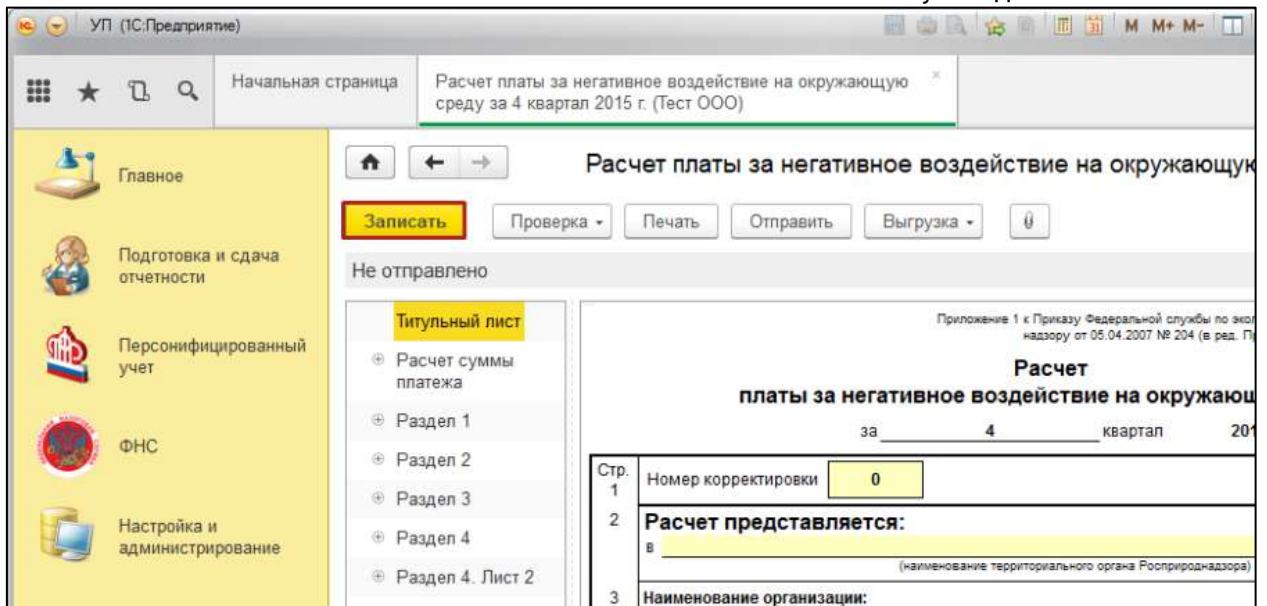 УП (1С:Предприятие)
M M+ M-
Начальная страница
Расчет платы за негативное воздействие на окружающую
среду за 4 квартал 2015 г. (Тест ООО)
Главное
Подготовка и сдача
отчетности
Персонифицированный
учет
ФНС
Настройка и
администрирование
Расчет платы за негативное воздействие на окружающую
Записать
Проверка
Печать
Отправить
Выгрузка
Не отправлено
Титульный лист
Расчет суммы
платежа
Раздел 1
Раздел 2
Раздел 3
Раздел 4
Раздел 4. Лист 2
Приложение 1 к Приказу Федеральной службы по экол
надзору от 05.04.2007 № 204 (в ред.
Расчет
платы за негативное воздействие на окружающ
за 4 квартал 201
Стр.
1
Номер корректировки 0
2 Расчет представляется:
в
(наименование территориального органа Росприроднадзора)
3 Наименование организации: